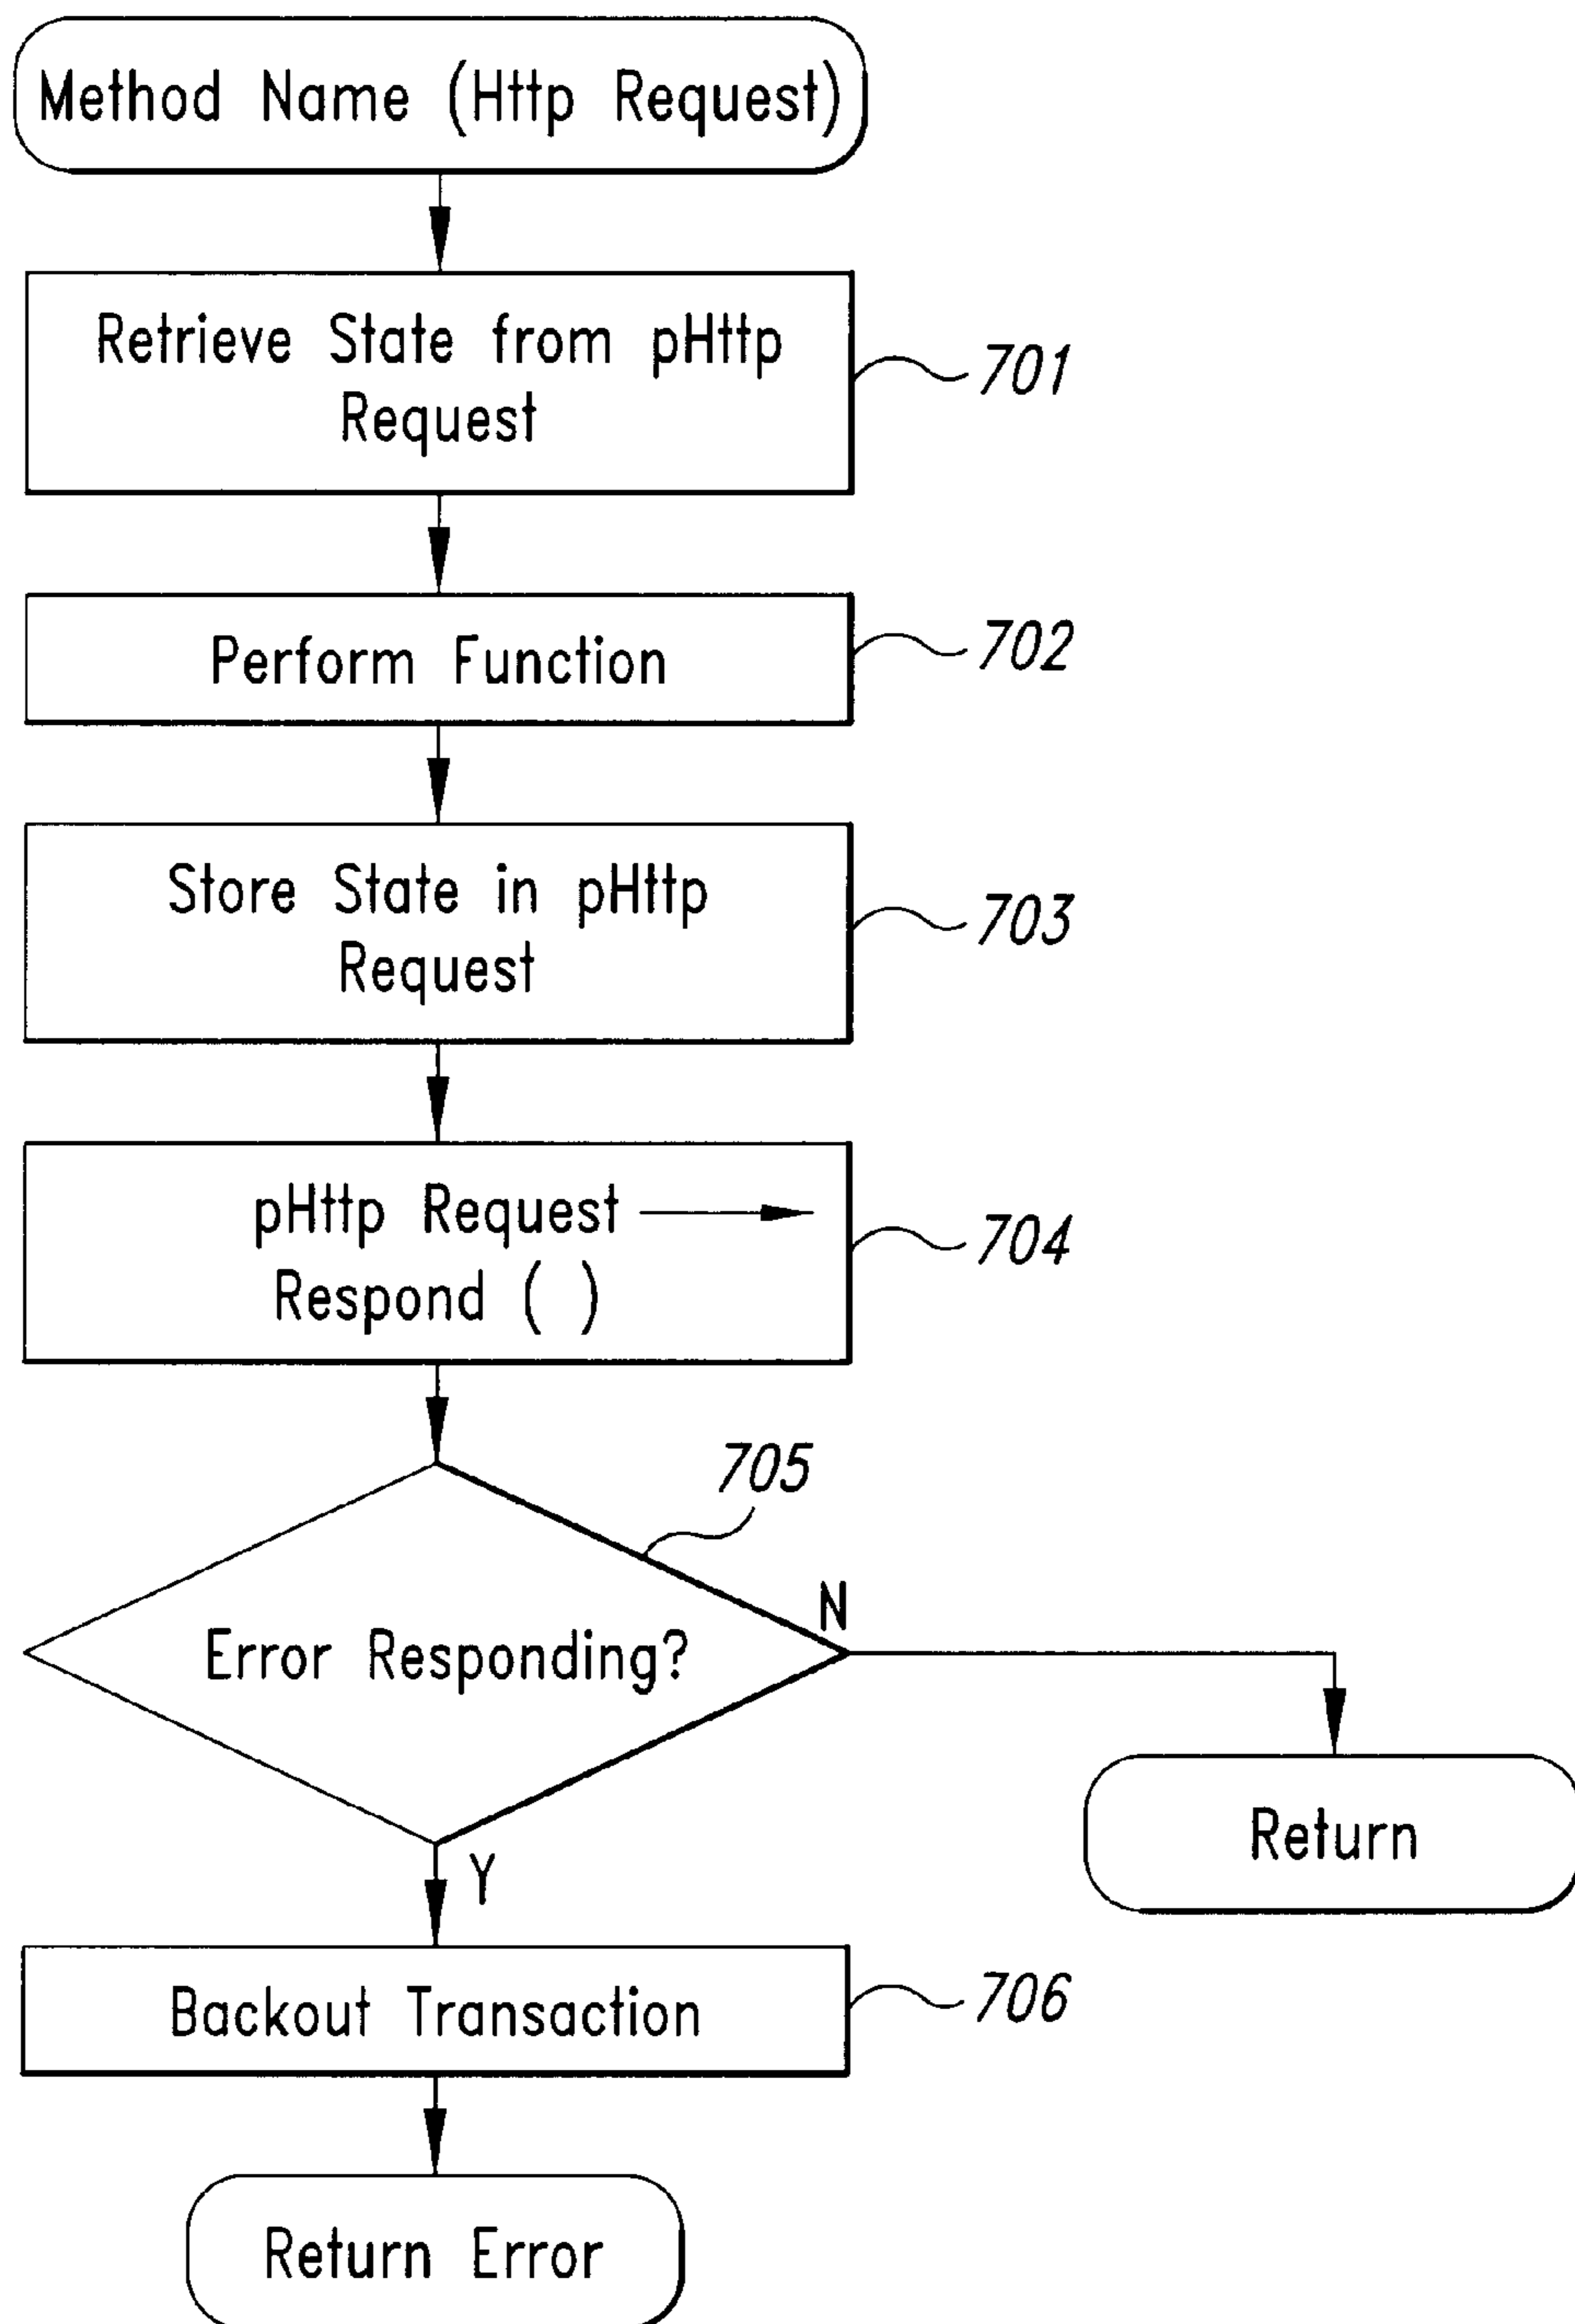 Method Name (Http Request)
Retrieve State from pHttp
Request
701
Perform Function
702
Store State in pHttp
Request
703
pHttp Request
Respond ( )
704
705
Error Responding?
N
Return
Y
Backout Transaction
706
Return Error